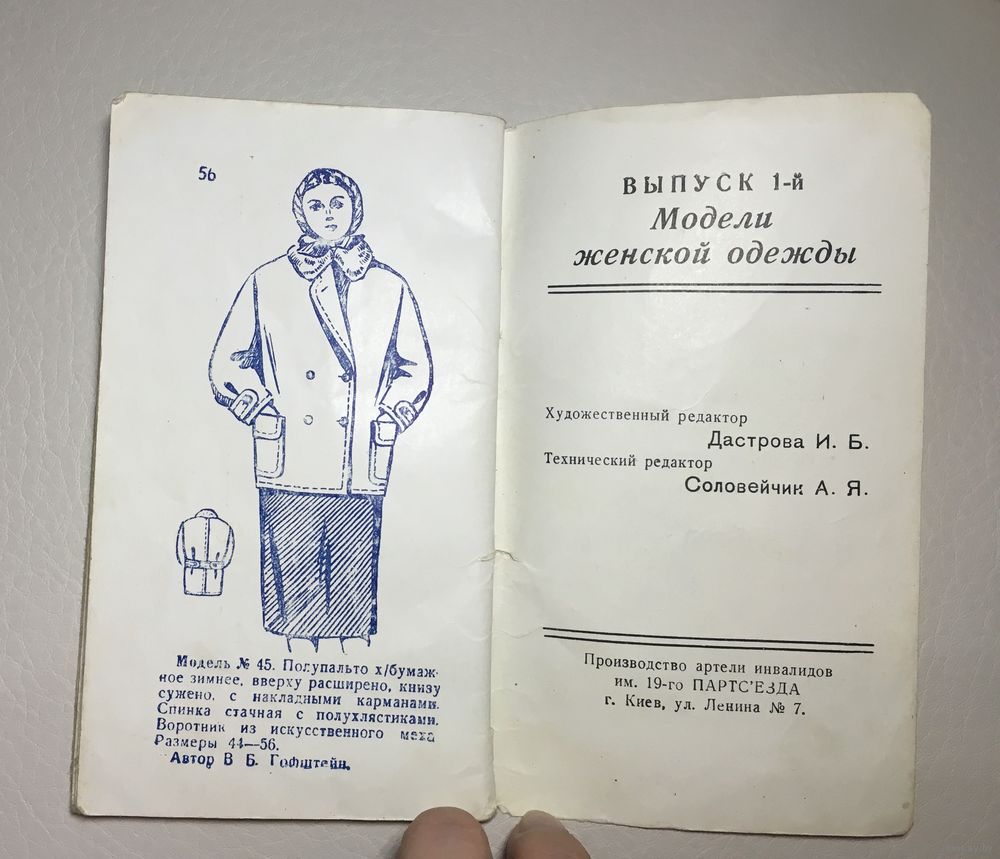 56
Модель № 45. Полупальто х/бумаж-
ное зимнее, вверху расширено, книзу
сужено, с накладными карманами.
Спинка стачная с полухлястиками.
Воротник из искусственного меха
Размеры 44—56.
Автор В Б. Гофштейн.
ВЫПУСК 1-й
Модели
женской одежды
Художественный редактор
Дастрова И. Б.
Технический редактор
Соловейчик А. Я.
Производство артели инвалидов
им. 19-го ПАРТС'ЕЗДА
г. Киев, ул. Ленина № 7.